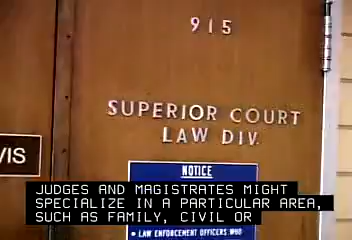 915
SUPERIOR COURT
LAW DIV.
VIS
NOTICE
JUDGES AND MAGISTRATES MIGHT
SPECIALIZE IN A PARTICULAR AREA,
SUCH AS FAMILY, CIVIL OR
• LAW ENFORCEMENT OFFICERS WHO